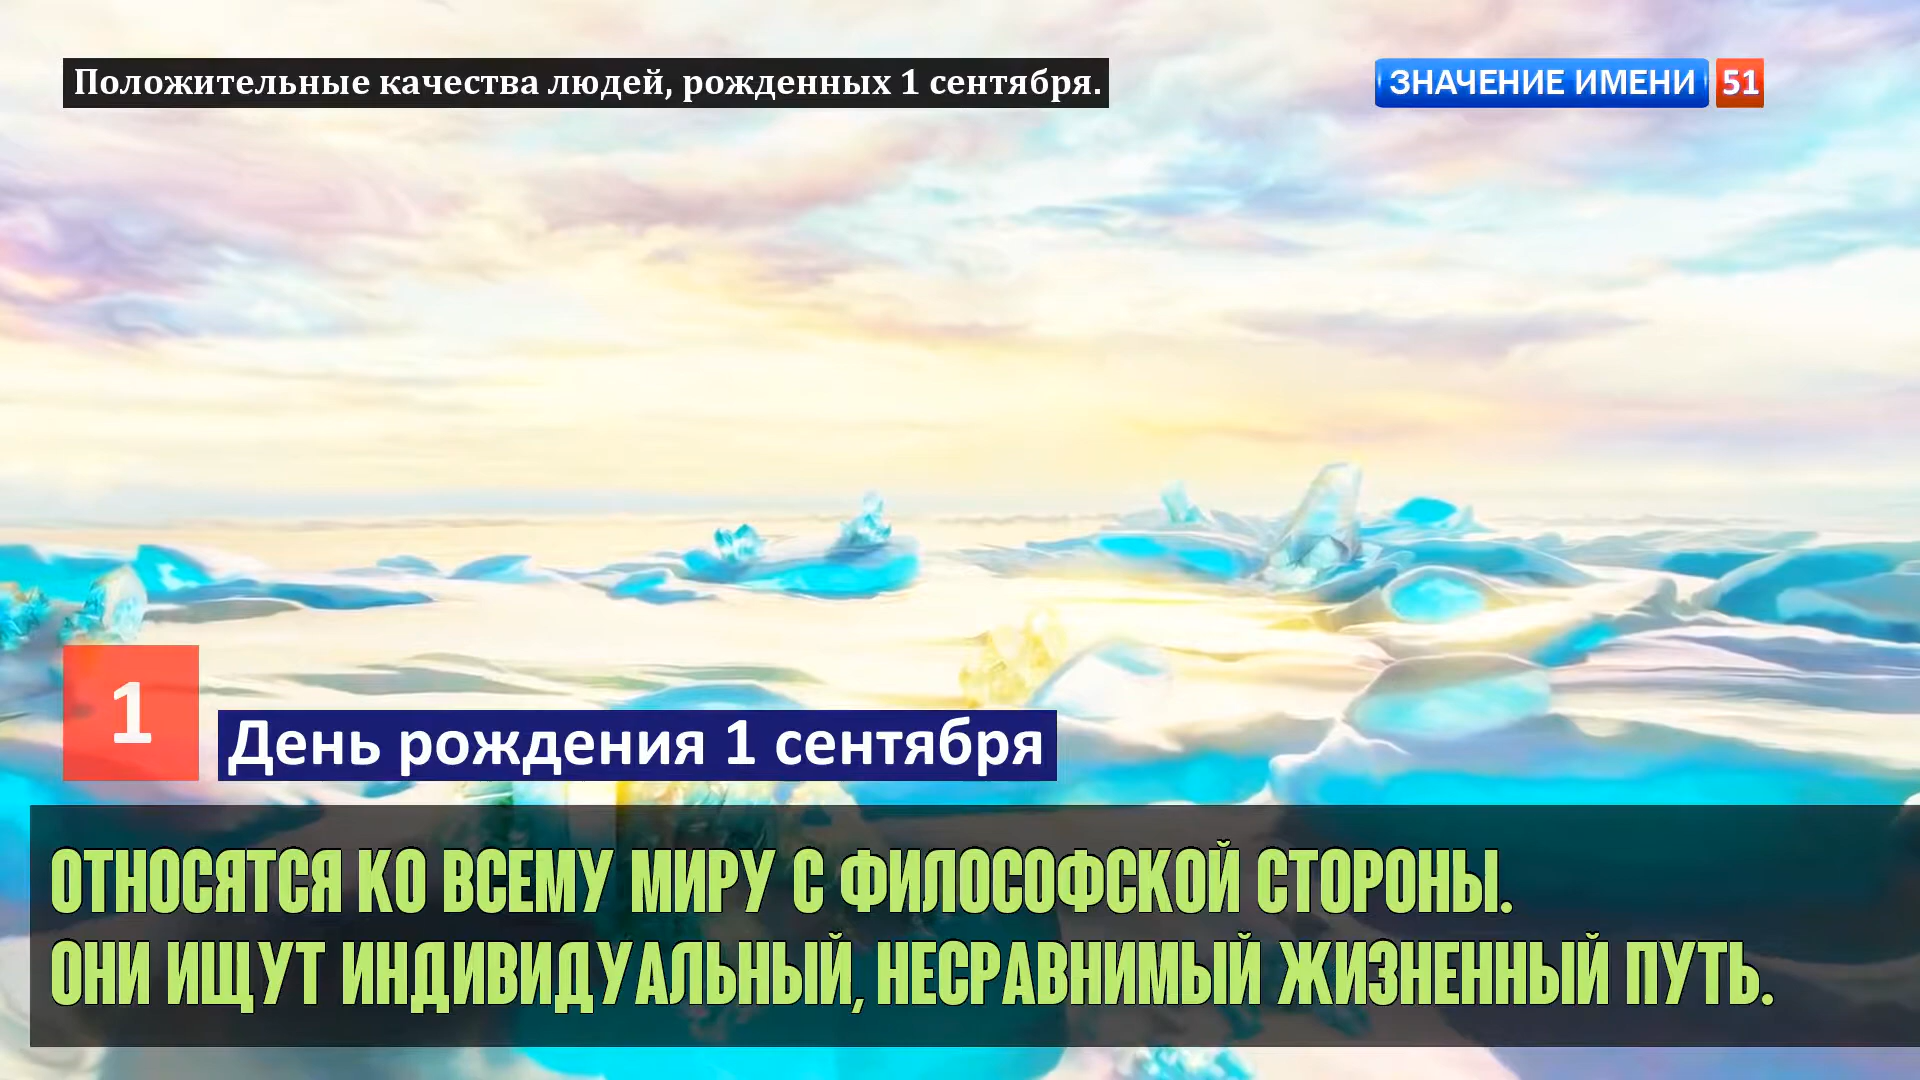 Положительные качества людей, рожденных 1 сентября.
ЗНАЧЕНИЕ ИМЕНИ 51
1
День рождения 1 сентября
ОТНОСЯТСЯ КО ВСЕМУ МИРУ С ФИЛОСОФСКОЙ СТОРОНЫ.
ОНИ ИЩУТ ИНДИВИДУАЛЬНЫЙ, НЕСРАВНИМЫЙ ЖИЗНЕННЫЙ ПУТЬ.